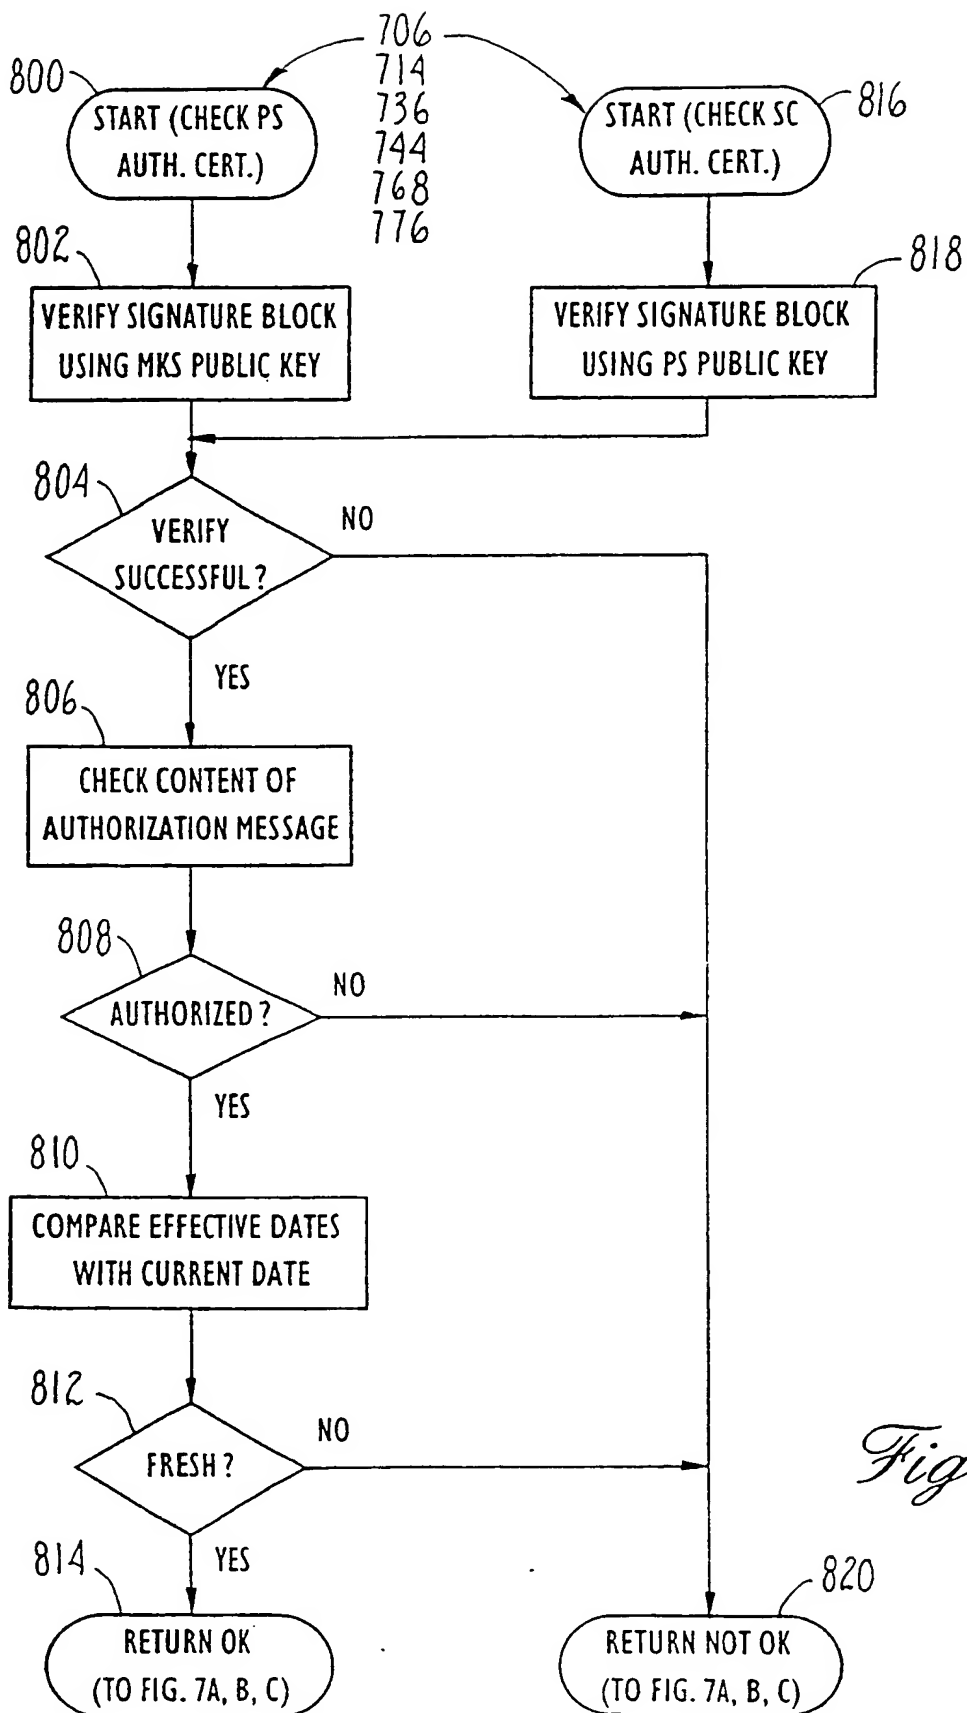 706
714
736
744
768
776
800
START (CHECK PS
AUTH. CERT.)
816
START (CHECK SC
AUTH. CERT.)
802
VERIFY SIGNATURE BLOCK
USING MKS PUBLIC KEY
818
VERIFY SIGNATURE BLOCK
USING PS PUBLIC KEY
804
VERIFY
SUCCESSFUL?
NO
YES
806
CHECK CONTENT OF
AUTHORIZATION MESSAGE
808
AUTHORIZED?
NO
YES
810
COMPARE EFFECTIVE DATES
WITH CURRENT DATE
812
FRESH?
NO
YES
Fig
814
RETURN OK
(TO FIG. 7A, B, C)
820
RETURN NOT OK
(TO FIG. 7A, B, C)